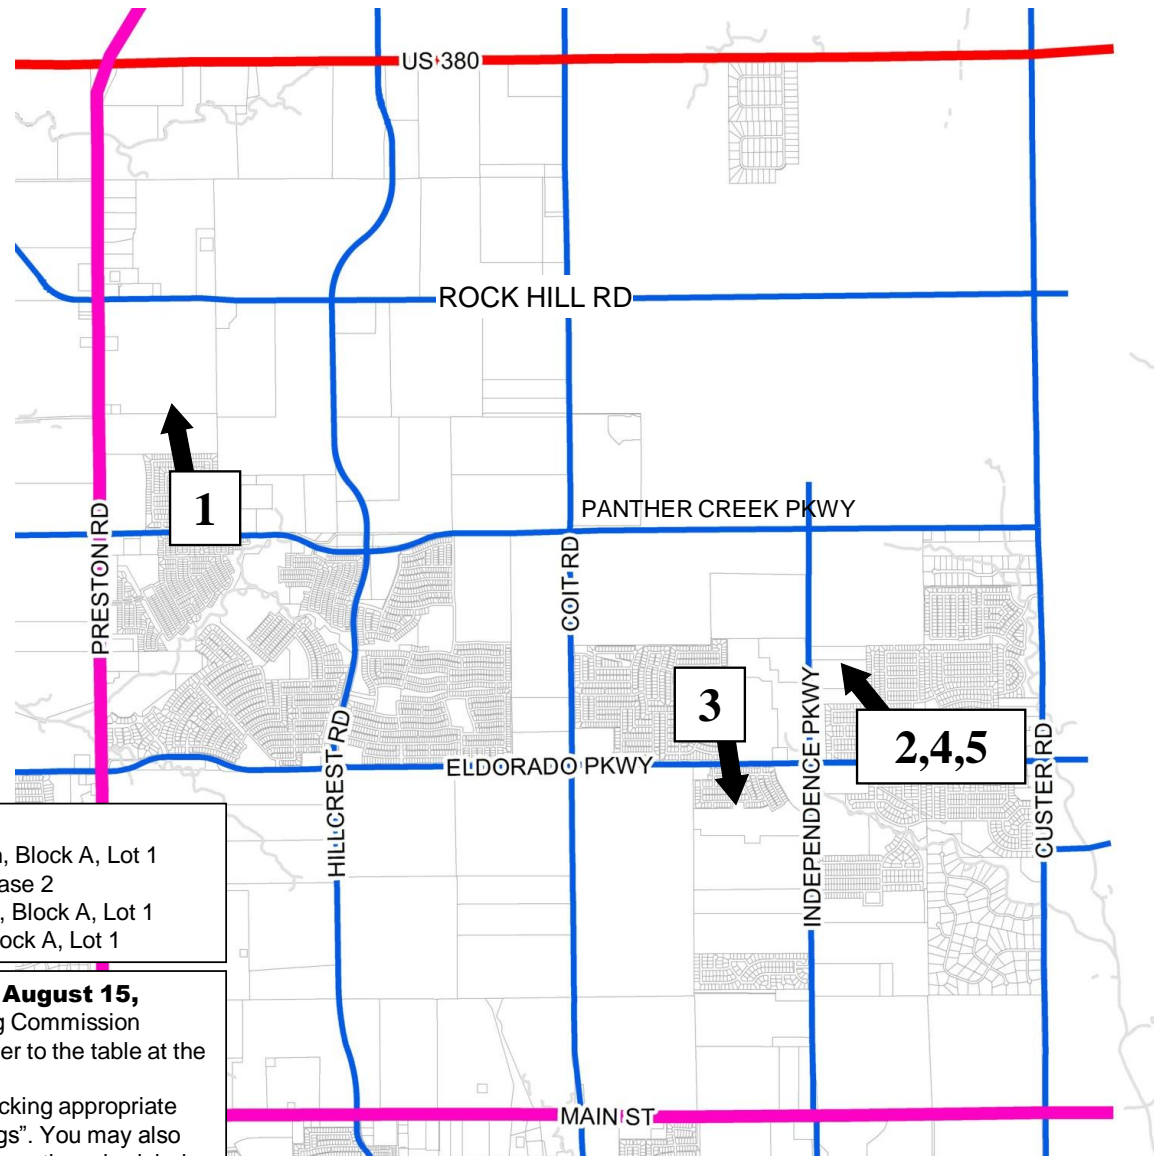 US 380
ROCK HILL RD
1
PANTHER CREEK PKWY
PRESTON RD
COIT RD
3
INDEPENDENCE PKWY
2,4,5
HILLCREST RD
ELDORADO PKWY
CUSTER RD
, Block A, Lot 1
ase 2
, Block A, Lot 1
ock A, Lot 1
August 15,
g Commission
er to the table at the
cking appropriate
gs”. You may also
MAIN ST